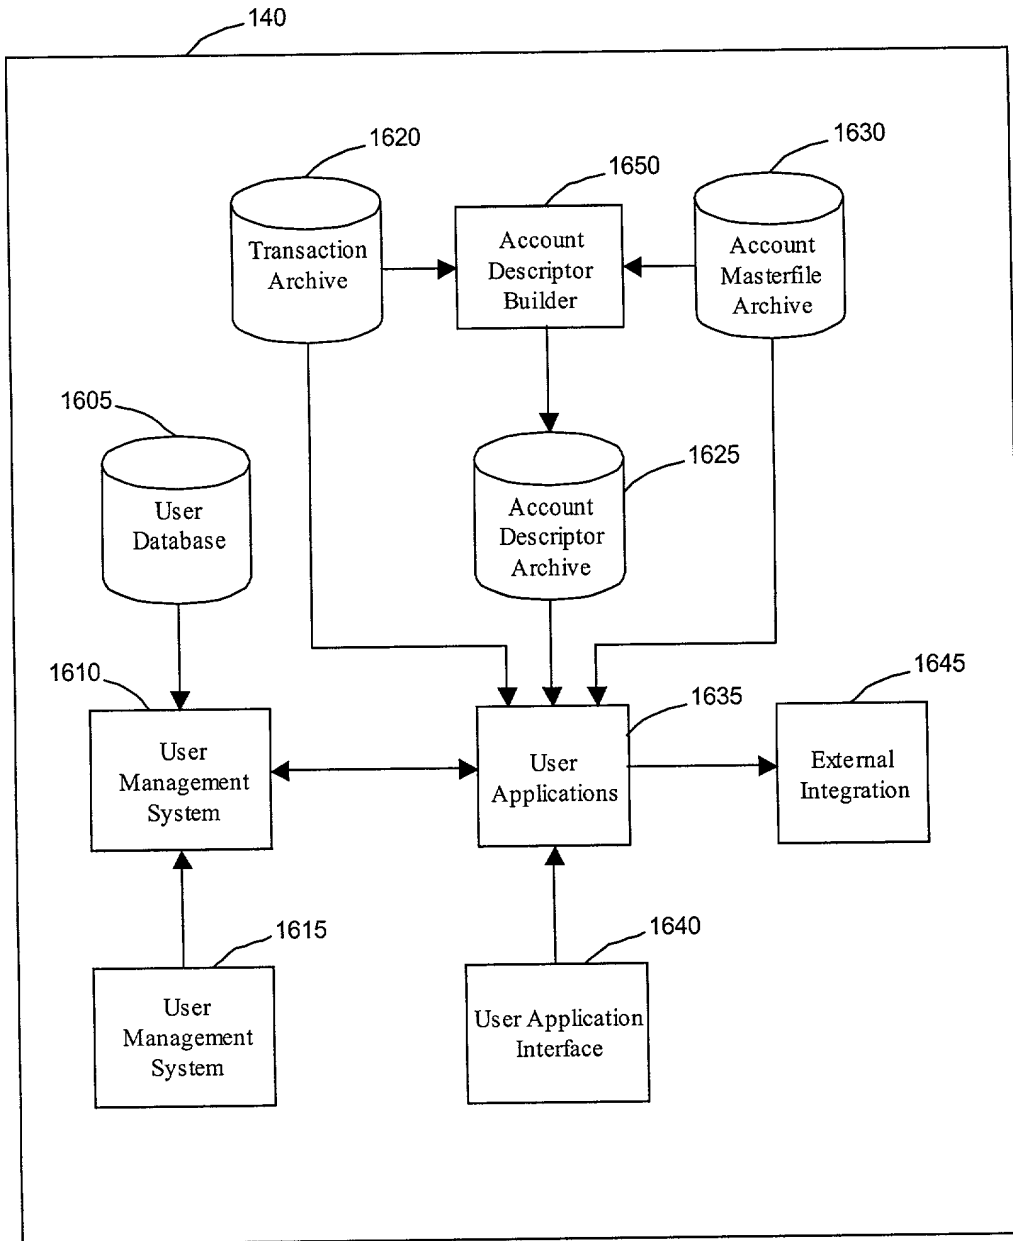 140
1620
1650
1630
Transaction
Archive
Account
Descriptor
Builder
Account
Masterfile
Archive
1605
1625
User
Database
Account
Descriptor
Archive
1610
1635
1645
User
Management
System
User
Applications
External
Integration
1615
1640
User
Management
System
User Application
Interface